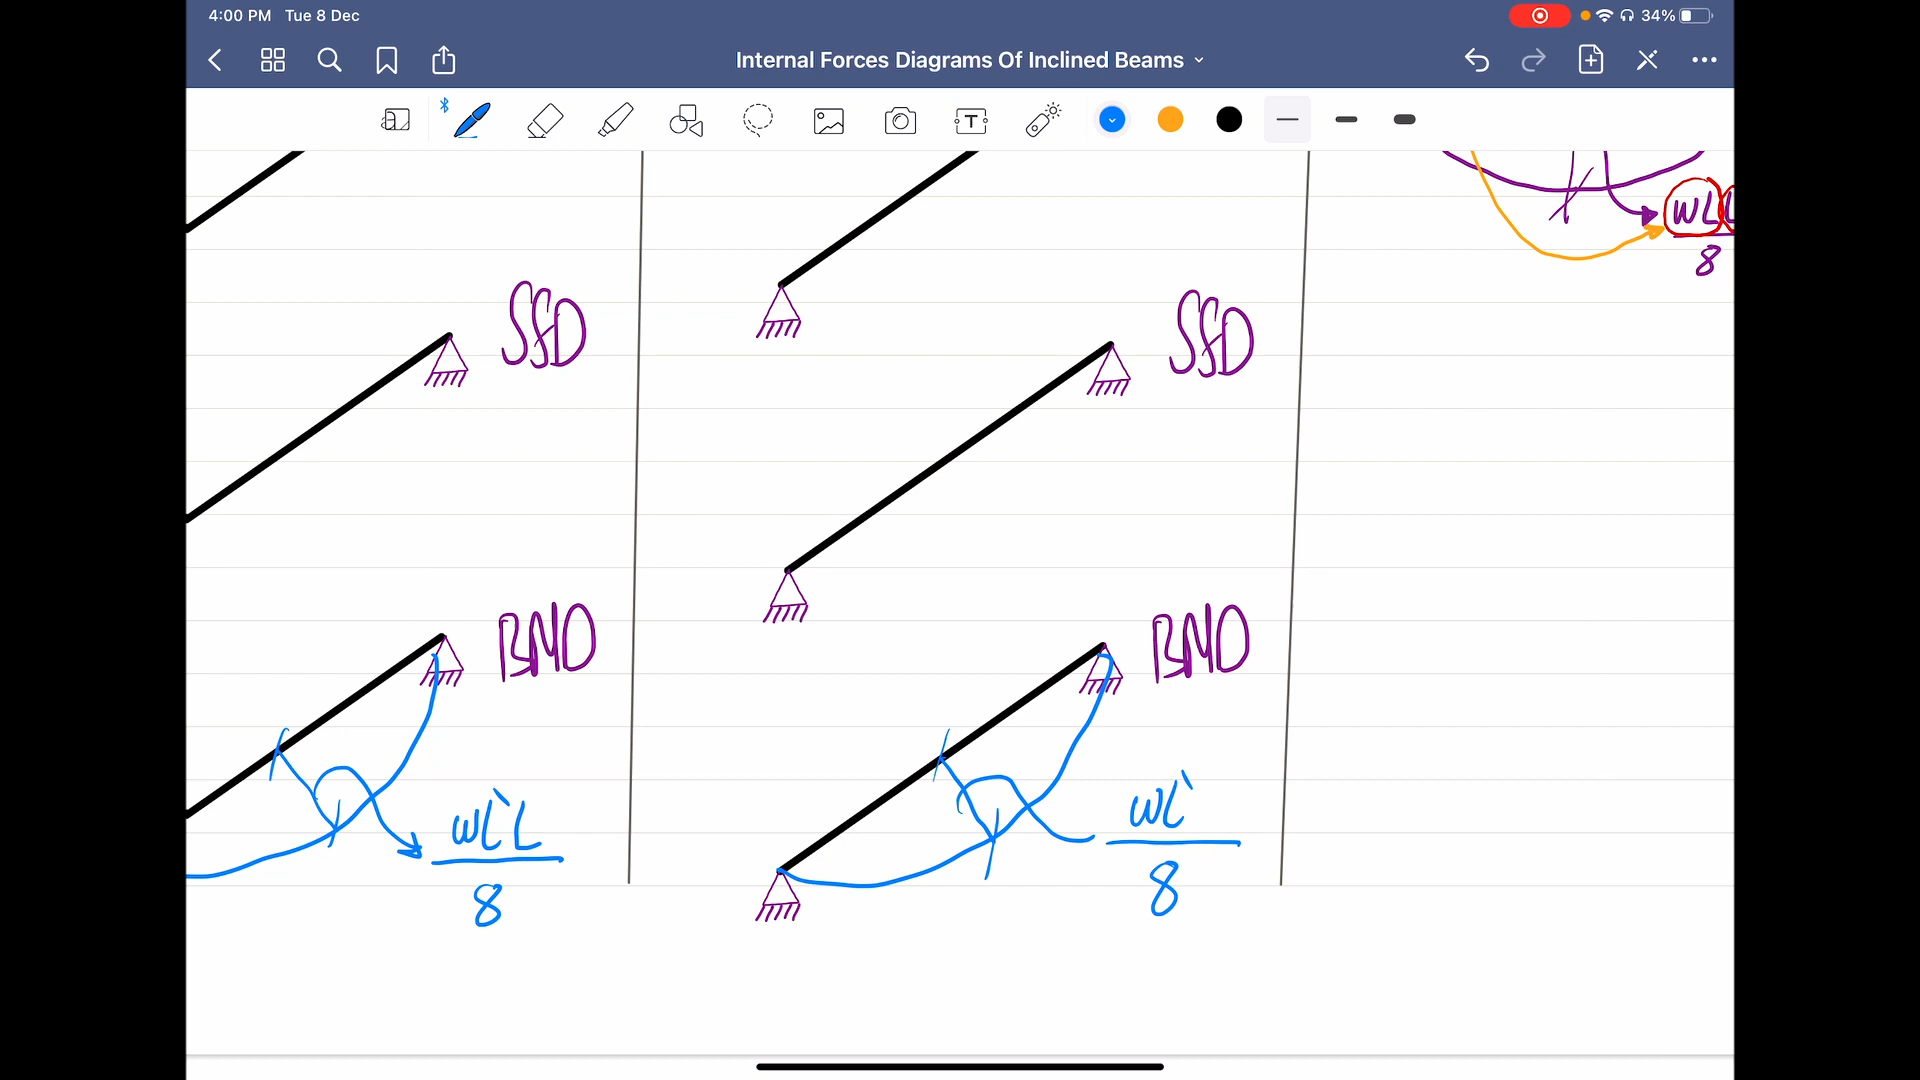 4:00 PM Tue 8 Dec
34%
Internal Forces Diagrams Of Inclined Beams
T
WL
8
SFD
SFD
BMD
BMD
WL`L
8
WL`
8